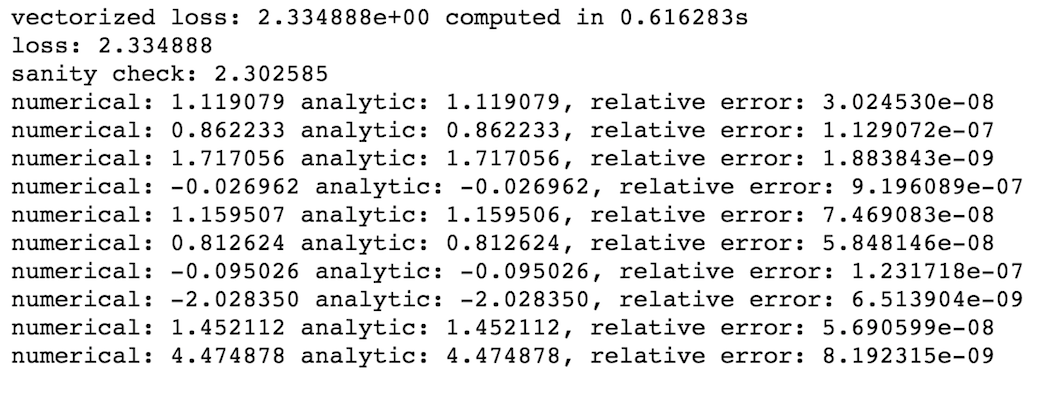 vectorized loss: 2.334888e+00 computed in 0.616283s
loss: 2.334888
sanity check: 2.302585
numerical: 1.119079 analytic: 1.119079, relative error: 3.024530e-08
numerical: 0.862233 analytic: 0.862233, relative error: 1.129072e-07
numerical: 1.717056 analytic: 1.717056, relative error: 1.883843e-09
numerical: -0.026962 analytic: -0.026962, relative error: 9.196089e-07
numerical: 1.159507 analytic: 1.159506, relative error: 7.469083e-08
numerical: 0.812624 analytic: 0.812624, relative error: 5.848146e-08
numerical: -0.095026 analytic: -0.095026, relative error: 1.231718e-07
numerical: -2.028350 analytic: -2.028350, relative error: 6.513904e-09
numerical: 1.452112 analytic: 1.452112, relative error: 5.690599e-08
numerical: 4.474878 analytic: 4.474878, relative error: 8.192315e-09